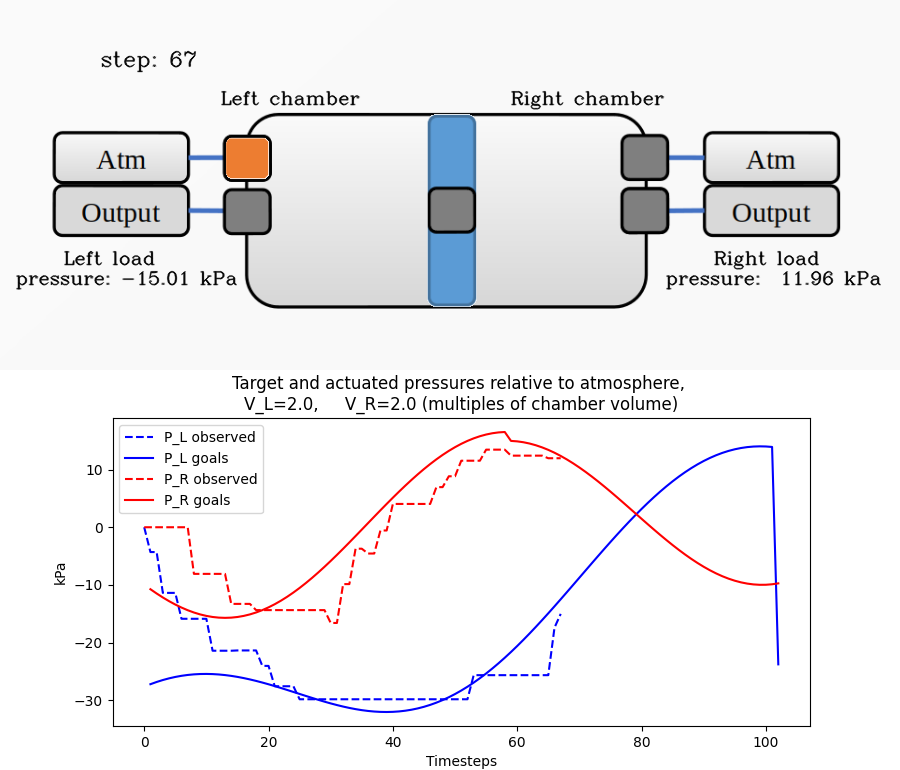 step: 67
Left chamber
Right chamber
Atm
Atm
Output
Output
Left load
pressure: −15.01 kPa
Right load
pressure: 11.96 kPa
Target and actuated pressures relative to atmosphere,
V_L=2.0, V_R=2.0 (multiples of chamber volume)
P_L observed
P_L goals
P_R observed
P_R goals
10
0
−10
−20
−30
kPa
0 20 40 60 80 100
Timesteps